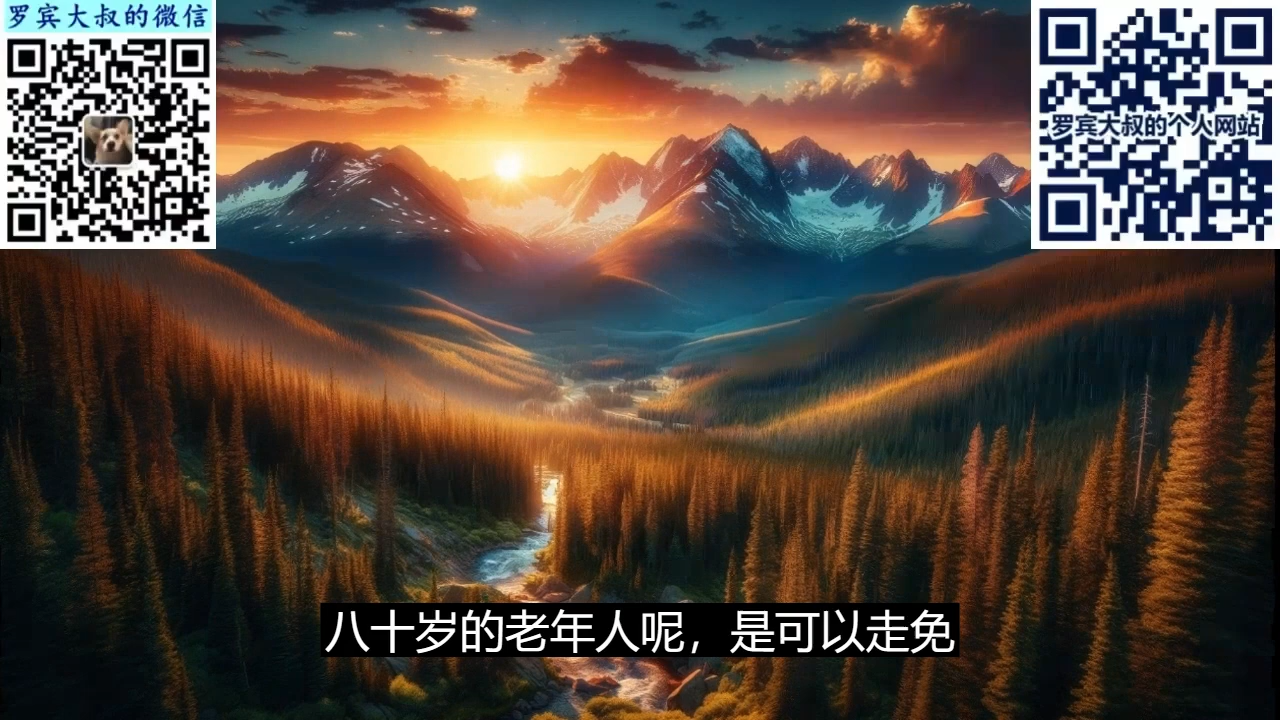 罗宾大叔的微信
罗宾大叔的个人网站
八十岁的老年人呢，是可以走免